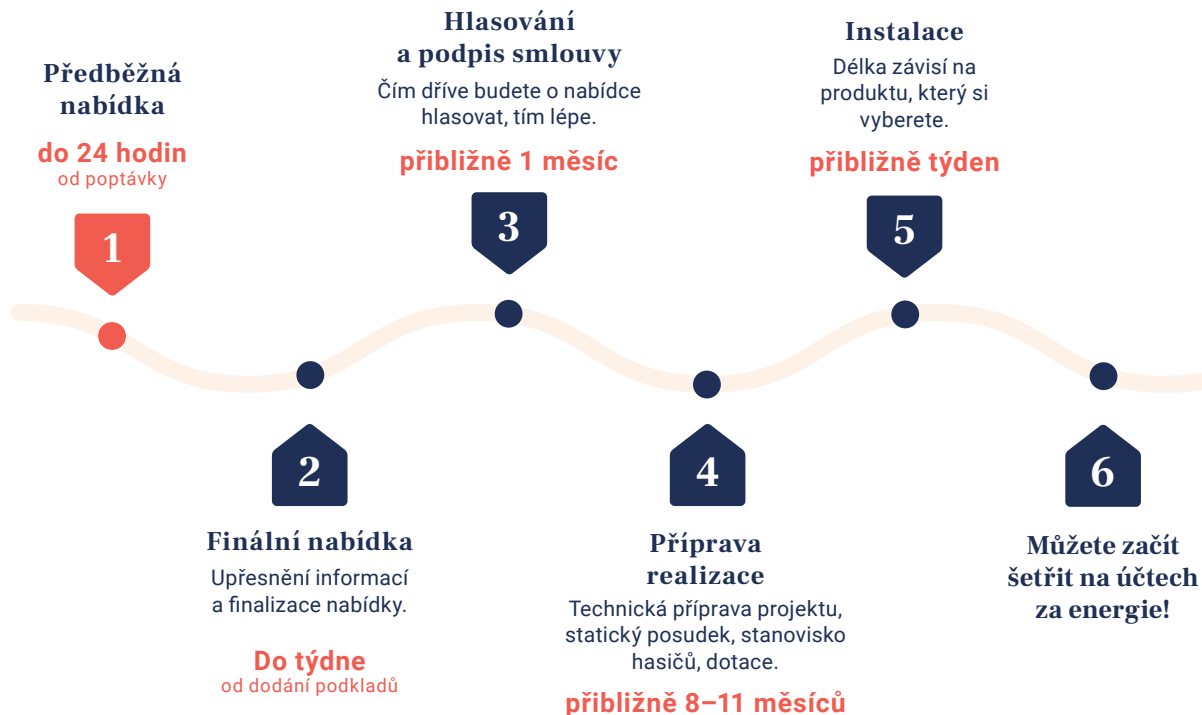 Předběžná
nabídka
do 24 hodin
od poptávky
1
2
Finální nabídka
Upřesnění informací
a finalizace nabídky.
Do týdne
od dodání podkladů
Hlasování
a podpis smlouvy
Čím dříve budete o nabídce
hlasovat, tím lépe.
přibližně 1 měsíc
3
4
Příprava
realizace
Technická příprava projektu,
statický posudek, stanovisko
hasičů, dotace.
přibližně 8–11 měsíců
Instalace
Délka závisí na
produktu, který si
vyberete.
přibližně týden
5
6
Můžete začít
šetřit na účtech
za energie!